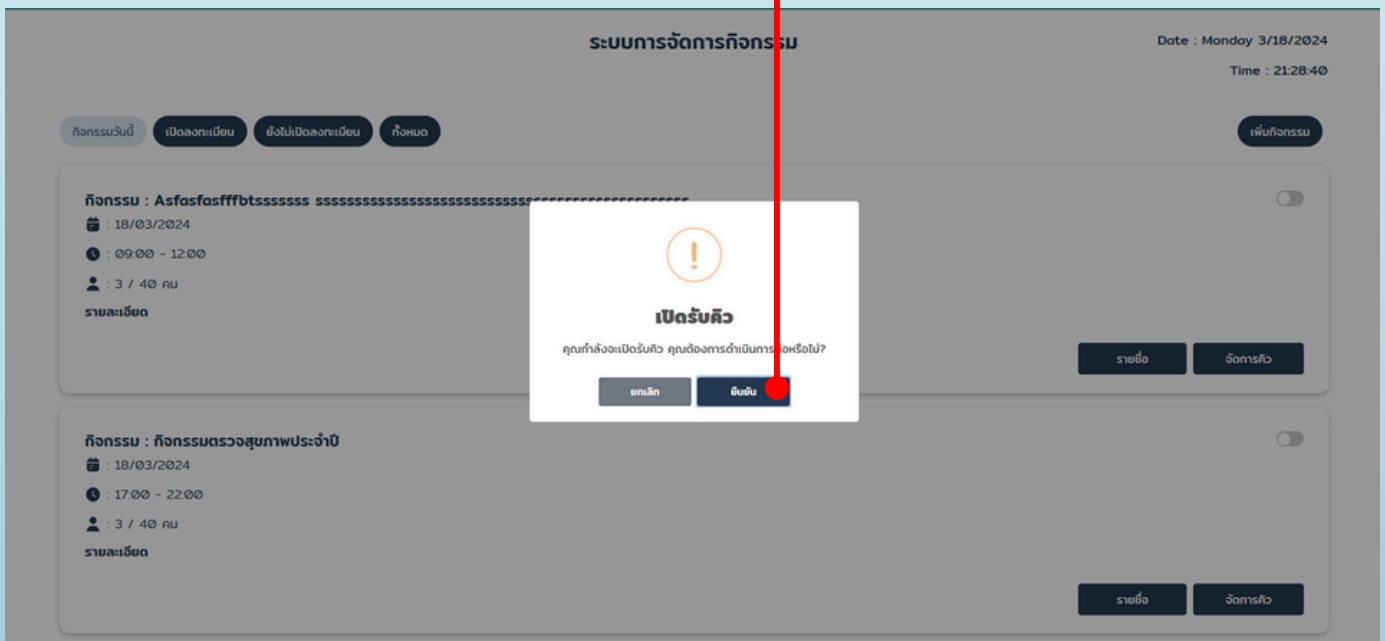 ระบบการจัดการกิจกรรม
Date : Monday 3/18/2024
Time : 21:28:40
กิจกรรมวันนี้ เปิดลงทะเบียน ยังไม่เปิดลงทะเบียน ทั้งหมด เพิ่มกิจกรรม
กิจกรรม : Asfasfasfffbtsssssss
: 18/03/2024
: 09:00 - 12:00
: 3 / 40 คน
รายละเอียด
รายชื่อ จัดการคิว
!
เปิดรับคิว
คุณกำลังจะเปิดรับคิว คุณต้องการดำเนินการต่อหรือไม่?
ยกเลิก ยืนยัน
กิจกรรม : กิจกรรมตรวจสุขภาพประจำปี
: 18/03/2024
: 17:00 - 22:00
: 3 / 40 คน
รายละเอียด
รายชื่อ จัดการคิว